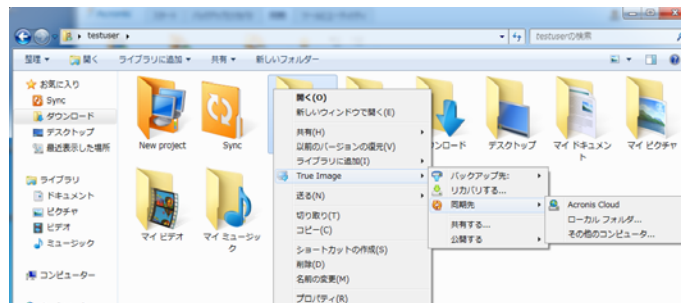 testuser
testuserの検索
整理
開く
ライブラリに追加
共有
新しいフォルダー
お気に入り
Sync
ダウンロード
デスクトップ
最近表示した場所
ライブラリ
ドキュメント
ピクチャ
ビデオ
ミュージック
コンピューター
New project
Sync
ンロード
デスクトップ
マイ ドキュメン
ト
マイ ピクチャ
マイ ビデオ
マイ ミュージッ
ク
開く(O)
新しいウィンドウで開く(E)
共有(H)
以前のバージョンの復元(V)
ライブラリに追加(I)
True Image
送る(N)
切り取り(T)
コピー(C)
ショートカットの作成(S)
削除(D)
名前の変更(M)
プロパティ(R)
バックアップ先:
リカバリする...
同期先
共有する...
公開する
Acronis Cloud
ローカル フォルダ...
その他のコンピュータ...